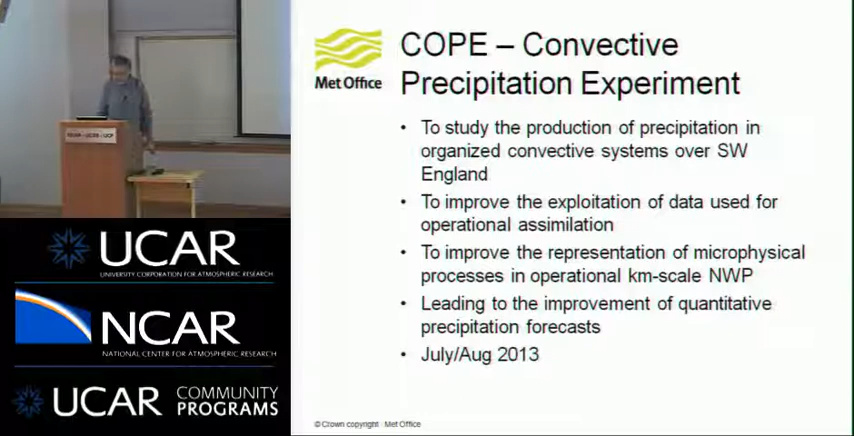 Met Office
COPE – Convective
Precipitation Experiment
• To study the production of precipitation in
organized convective systems over SW
England
• To improve the exploitation of data used for
operational assimilation
• To improve the representation of microphysical
processes in operational km-scale NWP
• Leading to the improvement of quantitative
precipitation forecasts
• July/Aug 2013
© Crown copyright   Met Office
UCAR
UNIVERSITY CORPORATION FOR ATMOSPHERIC RESEARCH
NCAR
NATIONAL CENTER FOR ATMOSPHERIC RESEARCH
UCAR COMMUNITY
PROGRAMS